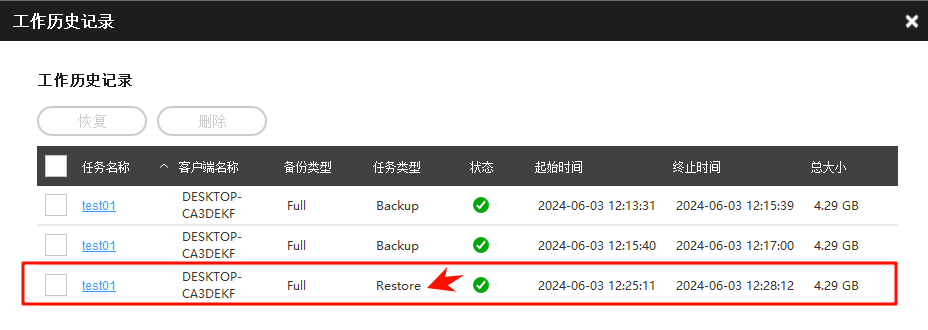 工作历史记录
工作历史记录
恢复 删除
任务名称 客户端名称 备份类型 任务类型 状态 起始时间 终止时间 总大小
test01 DESKTOP-CA3DEKF Full Backup 2024-06-03 12:13:31 2024-06-03 12:15:39 4.29 GB
test01 DESKTOP-CA3DEKF Full Backup 2024-06-03 12:15:40 2024-06-03 12:17:00 4.29 GB
test01 DESKTOP-CA3DEKF Full Restore 2024-06-03 12:25:11 2024-06-03 12:28:12 4.29 GB